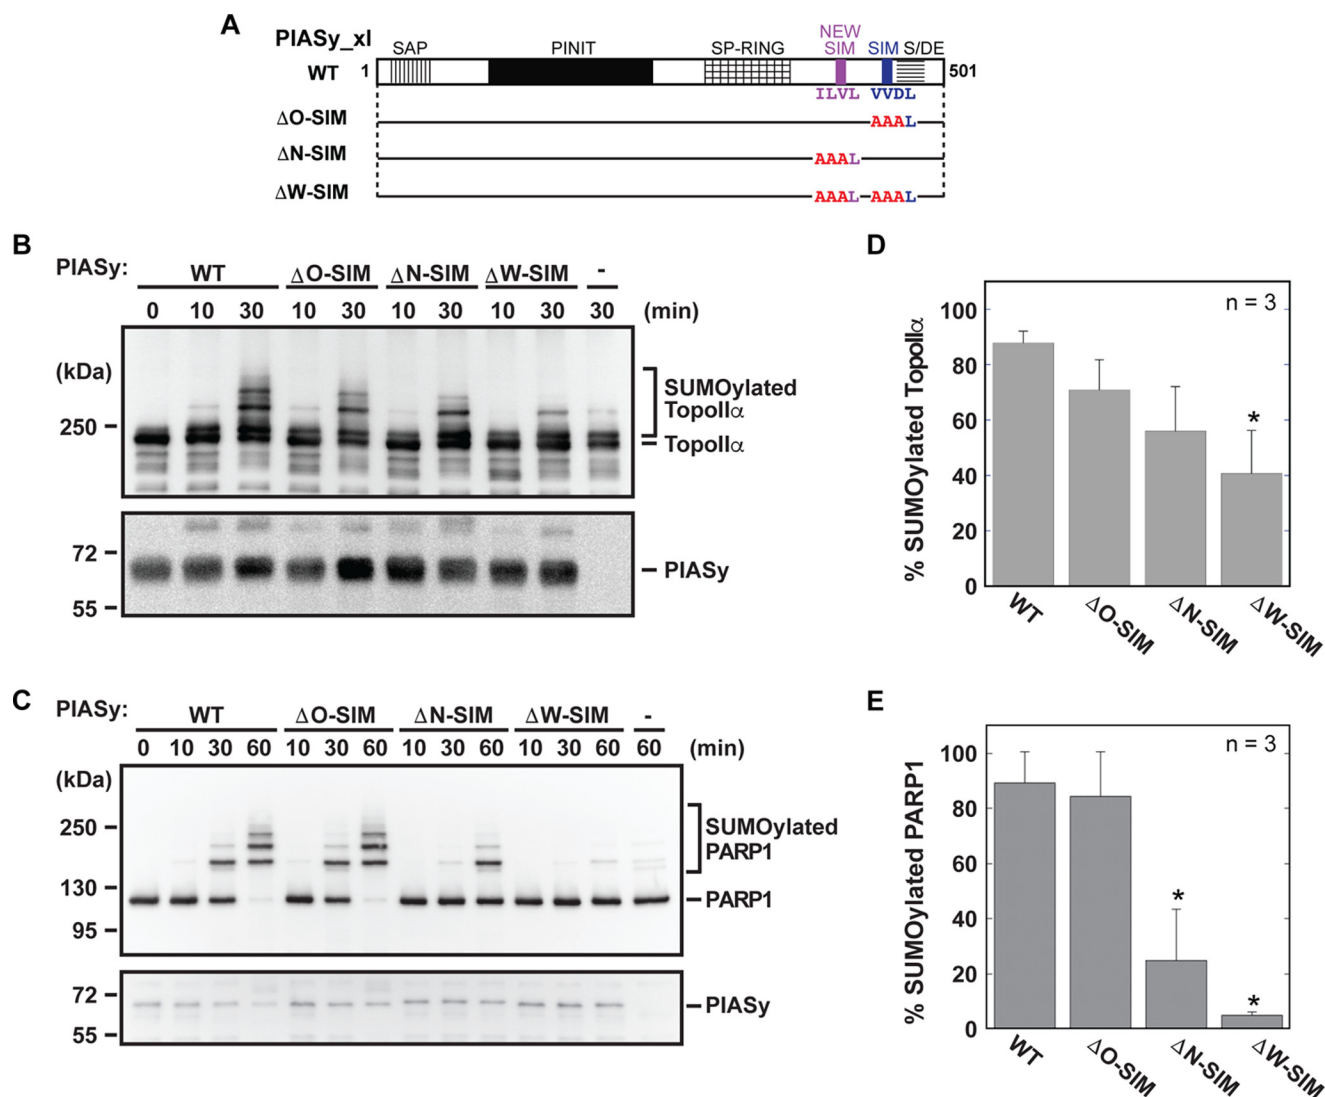 A
PIASy_xl
SAP PINIT SP-RING NEW SIM SIM S/DE
WT 1 501
ILVL VVDL
ΔO-SIM AAAL
ΔN-SIM AAAL
ΔW-SIM AAAL AAAL
B
PIASy: WT ΔO-SIM ΔN-SIM ΔW-SIM -
0 10 30 10 30 10 30 10 30 30 (min)
(kDa)
250
SUMOylated
TopoIIα
TopoIIα
72
55
PIASy
C
PIASy: WT ΔO-SIM ΔN-SIM ΔW-SIM -
0 10 30 60 10 30 60 10 30 60 10 30 60 60 (min)
(kDa)
250
130
95
SUMOylated
PARP1
PARP1
72
55
PIASy
D
% SUMOylated TopoIIα
n = 3
100
80
60
40
20
0
*
WT ΔO-SIM ΔN-SIM ΔW-SIM
E
% SUMOylated PARP1
n = 3
100
80
60
40
20
0
* *
WT ΔO-SIM ΔN-SIM ΔW-SIM